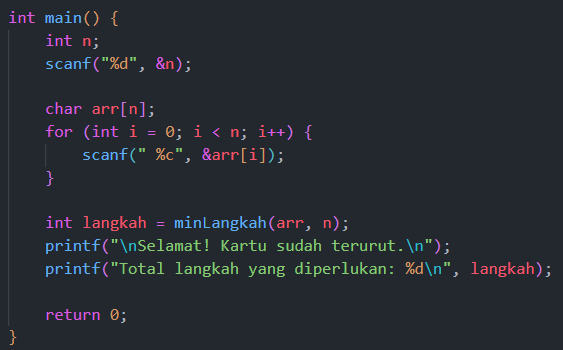 int main() {
    int n;
    scanf("%d", &n);

    char arr[n];
    for (int i = 0; i < n; i++) {
        scanf(" %c", &arr[i]);
    }

    int langkah = minLangkah(arr, n);
    printf("\nSelamat! Kartu sudah terurut.\n");
    printf("Total langkah yang diperlukan: %d\n", langkah);

    return 0;
}